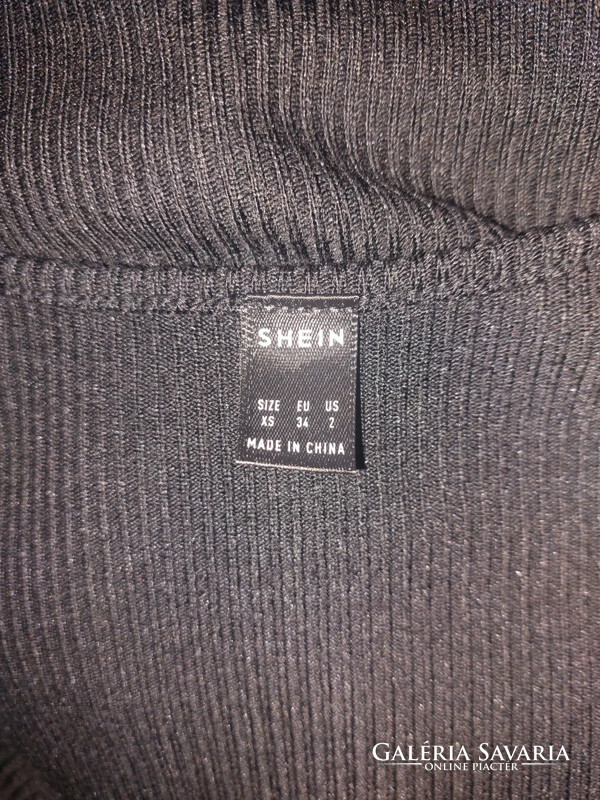 SHEIN
SIZE EU US
XS 34 2
MADE IN CHINA
GALÉRIA SAVARIA
ONLINE PIACTÉR